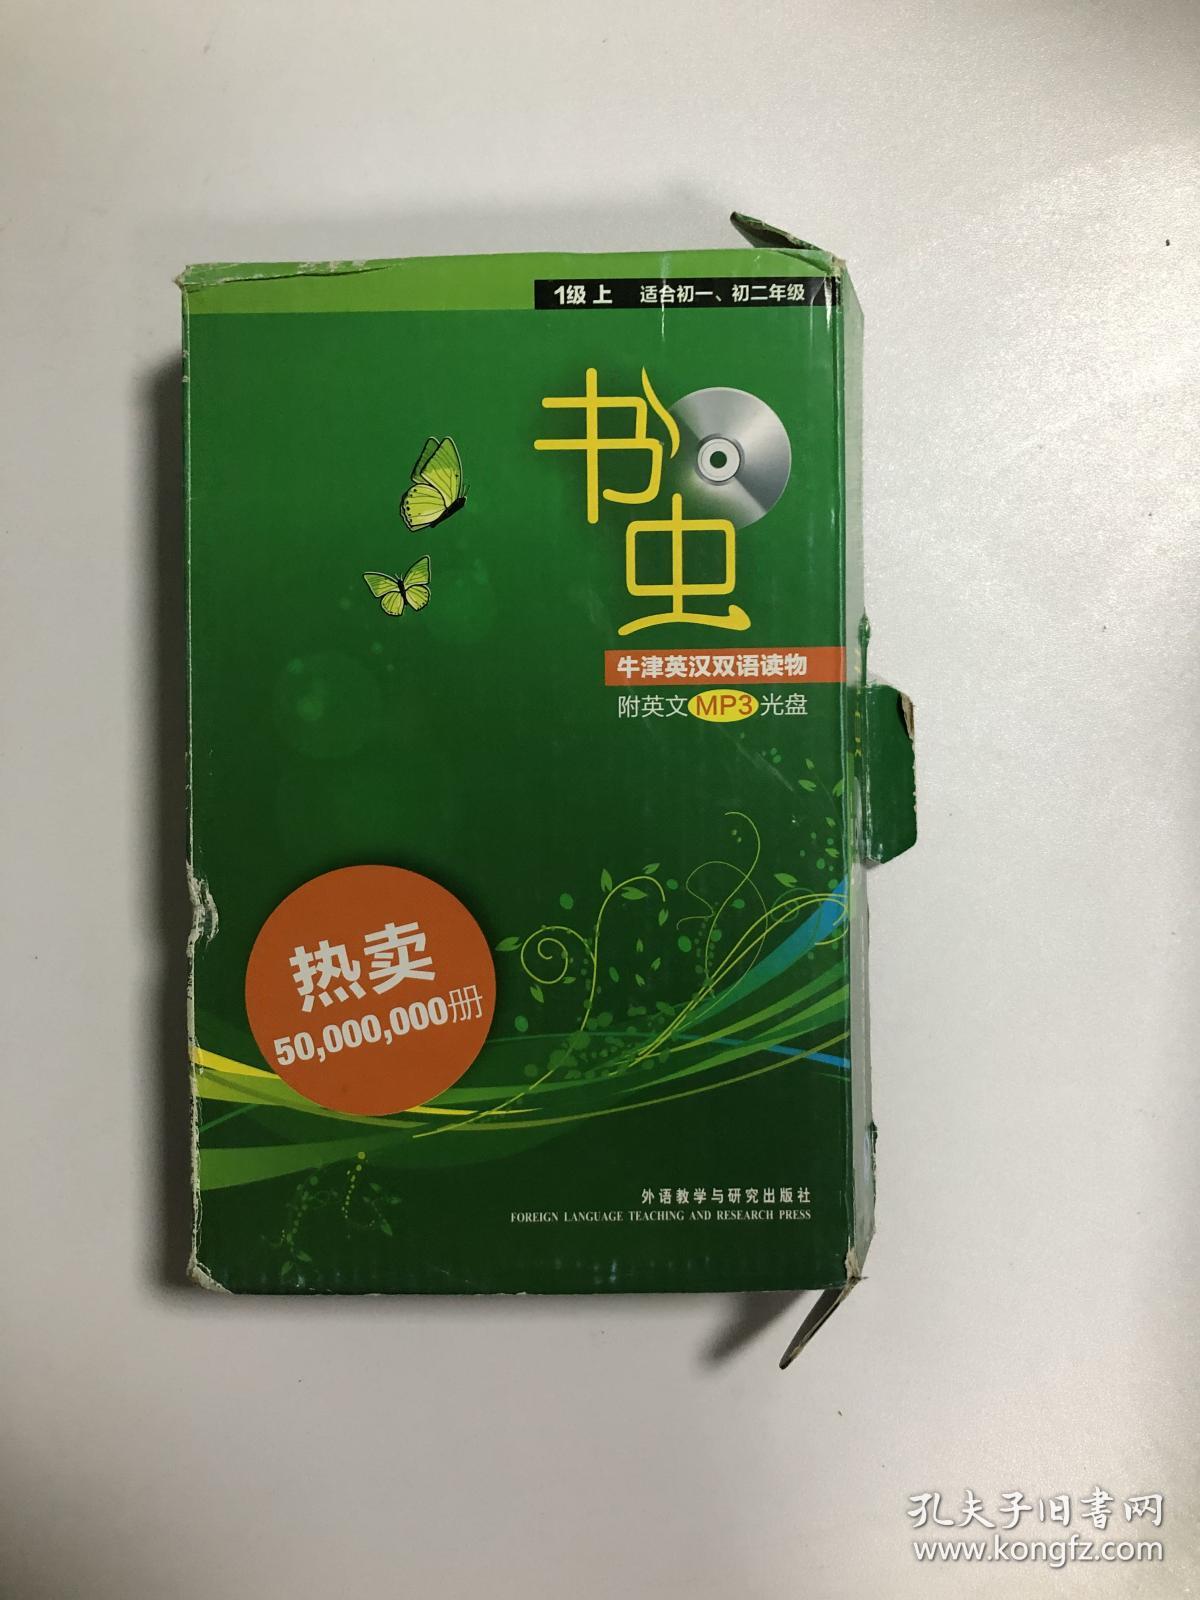 1级 上 适合初一、初二年级
书虫
牛津英汉双语读物
附英文MP3光盘
热卖
50,000,000册
外语教学与研究出版社
FOREIGN LANGUAGE TEACHING AND RESEARCH PRESS
孔夫子旧书网
www.kongfz.com